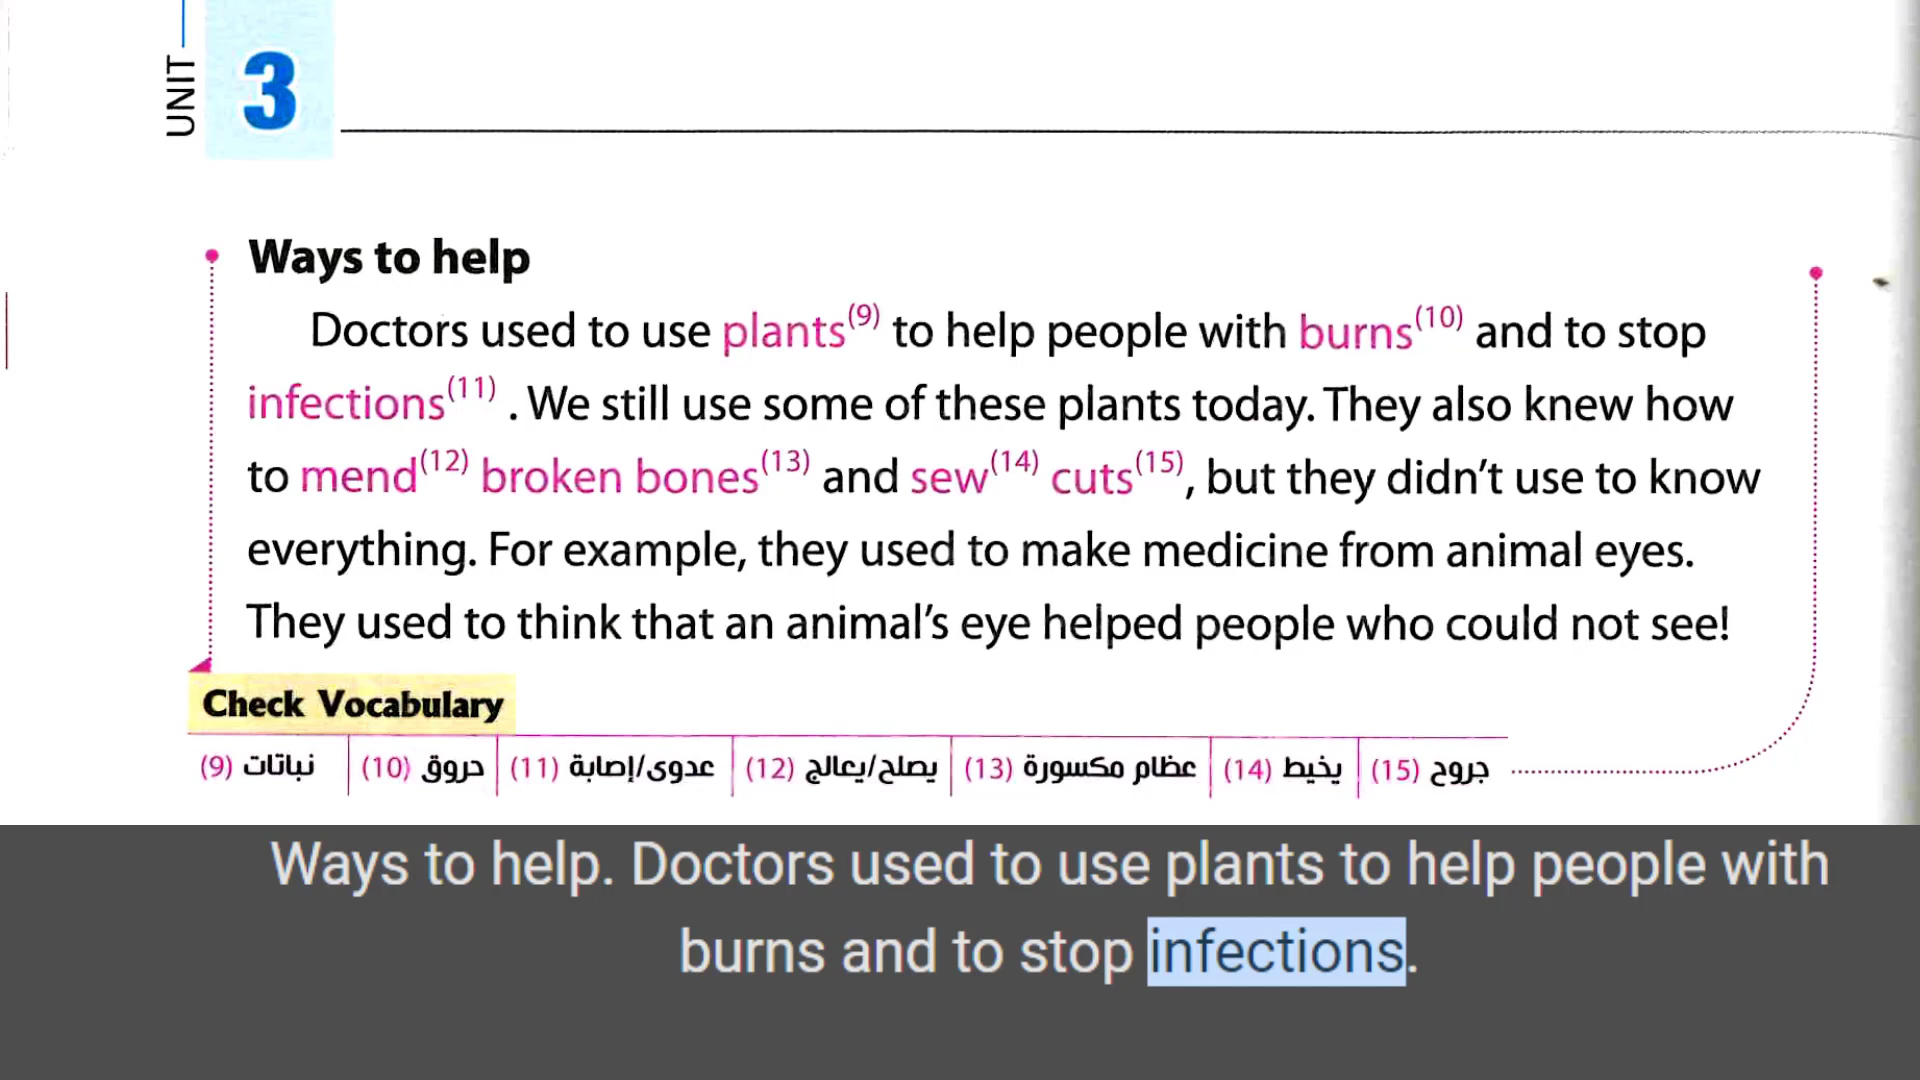 UNIT 3
Ways to help
Doctors used to use plants(9) to help people with burns(10) and to stop
infections(11) . We still use some of these plants today. They also knew how
to mend(12) broken bones(13) and sew(14) cuts(15), but they didn't use to know
everything. For example, they used to make medicine from animal eyes.
They used to think that an animal's eye helped people who could not see!
Check Vocabulary
(9) نباتات (10) حروق (11) عدوى/إصابة (12) يصلح/يعالج (13) عظام مكسورة (14) يخيط (15) جروح
Ways to help. Doctors used to use plants to help people with
burns and to stop infections.